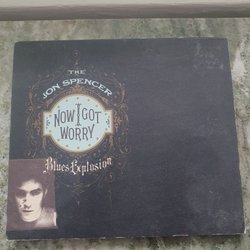 THE
JON SPENCER
NOW I GOT
WORRY
Blues Explosion